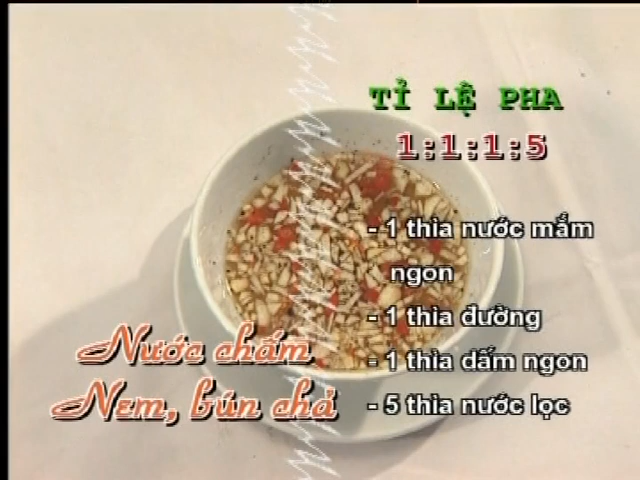 TỈ LỆ PHA
1:1:1:5
- 1 thìa nước mắm
ngon
- 1 thìa đường
- 1 thìa dấm ngon
- 5 thìa nước lọc
Nước chấm
Nem, bún chả